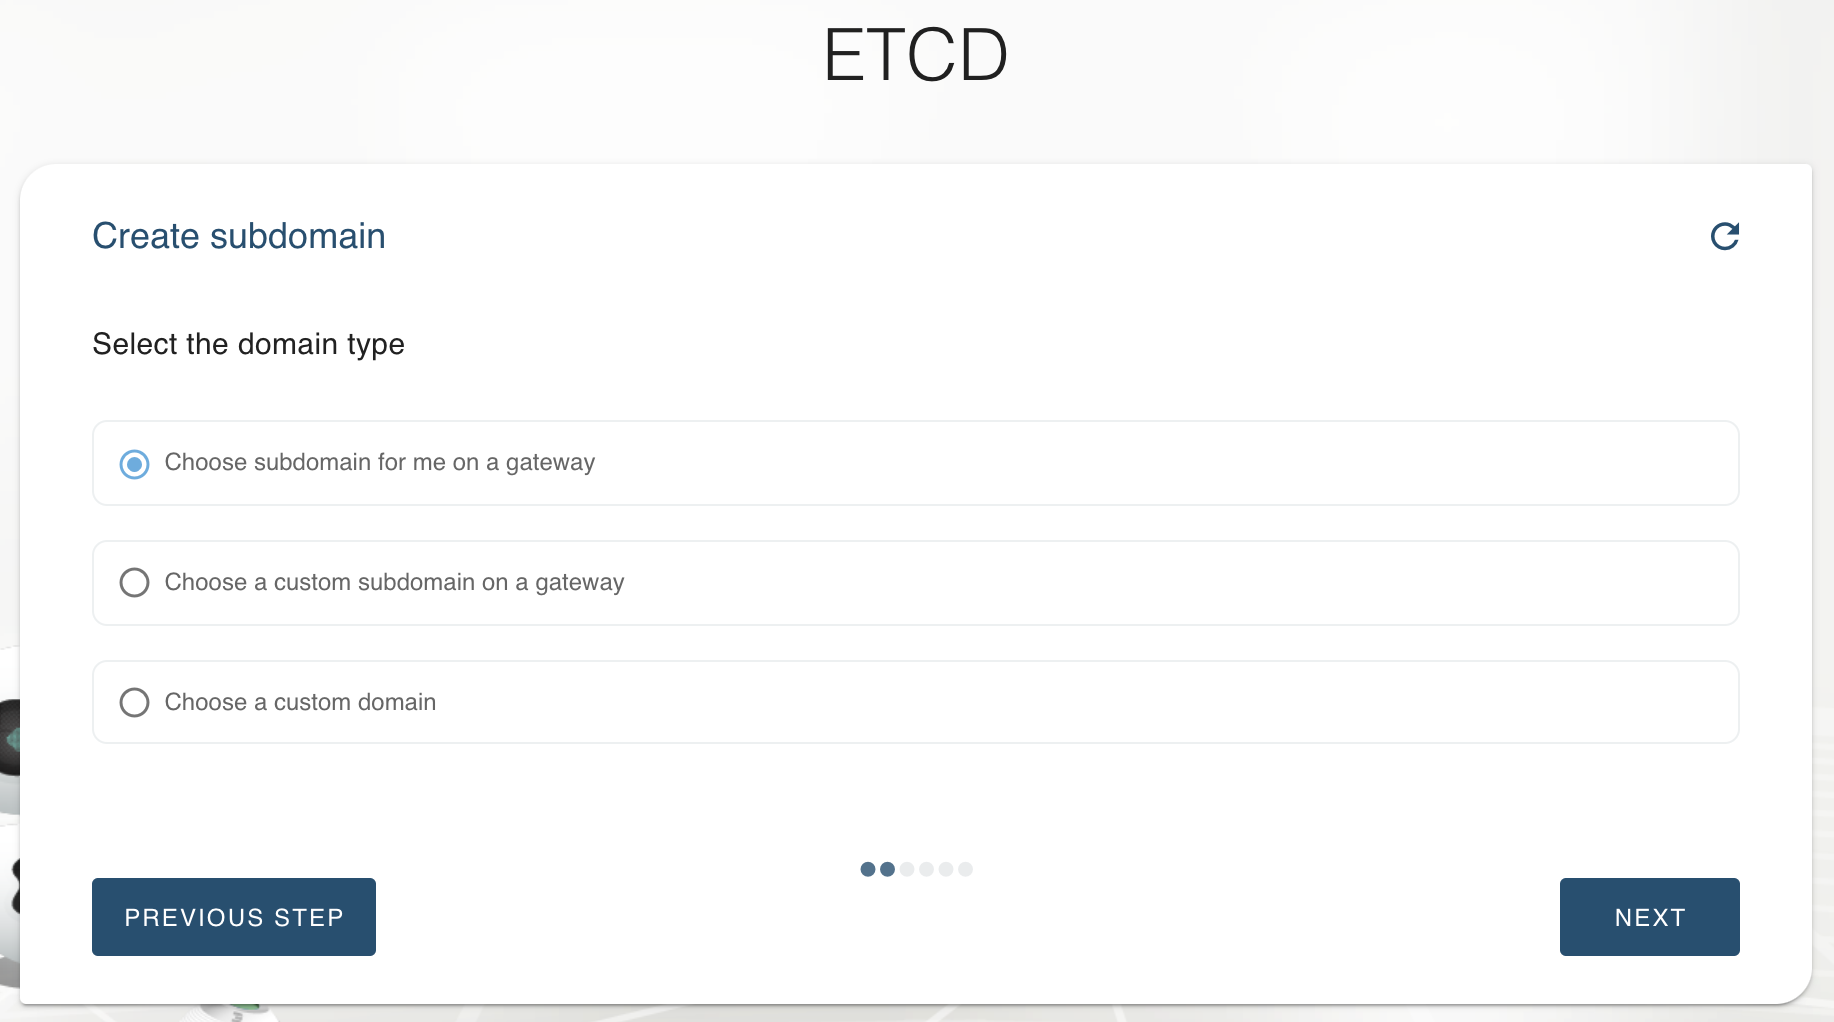 ETCD
Create subdomain
Select the domain type
Choose subdomain for me on a gateway
Choose a custom subdomain on a gateway
Choose a custom domain
PREVIOUS STEP
NEXT